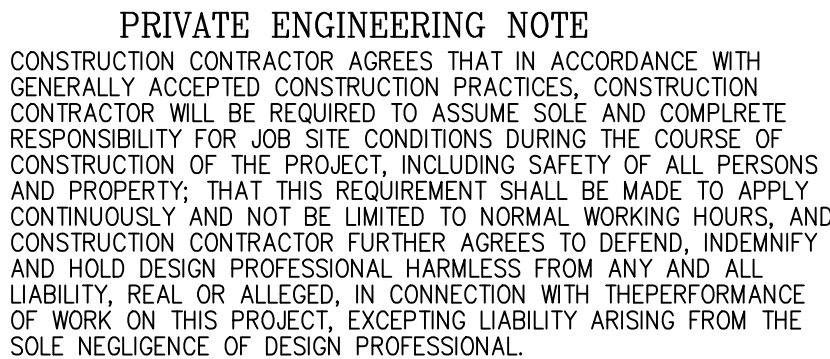 PRIVATE ENGINEERING NOTE
CONSTRUCTION CONTRACTOR AGREES THAT IN ACCORDANCE WITH
GENERALLY ACCEPTED CONSTRUCTION PRACTICES, CONSTRUCTION
CONTRACTOR WILL BE REQUIRED TO ASSUME SOLE AND COMPLRETE
RESPONSIBILITY FOR JOB SITE CONDITIONS DURING THE COURSE OF
CONSTRUCTION OF THE PROJECT, INCLUDING SAFETY OF ALL PERSONS
AND PROPERTY; THAT THIS REQUIREMENT SHALL BE MADE TO APPLY
CONTINUOUSLY AND NOT BE LIMITED TO NORMAL WORKING HOURS, AND
CONSTRUCTION CONTRACTOR FURTHER AGREES TO DEFEND, INDEMNIFY
AND HOLD DESIGN PROFESSIONAL HARMLESS FROM ANY AND ALL
LIABILITY, REAL OR ALLEGED, IN CONNECTION WITH THEPERFORMANCE
OF WORK ON THIS PROJECT, EXCEPTING LIABILITY ARISING FROM THE
SOLE NEGLIGENCE OF DESIGN PROFESSIONAL.